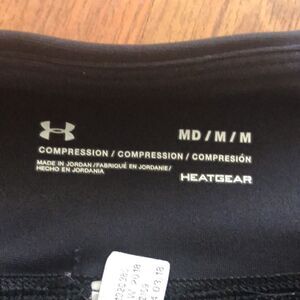 MD / M / M
COMPRESSION / COMPRESSION / COMPRESIÓN
MADE IN JORDAN / FABRIQUÉ EN JORDANIE /
HECHO EN JORDANIA
HEATGEAR